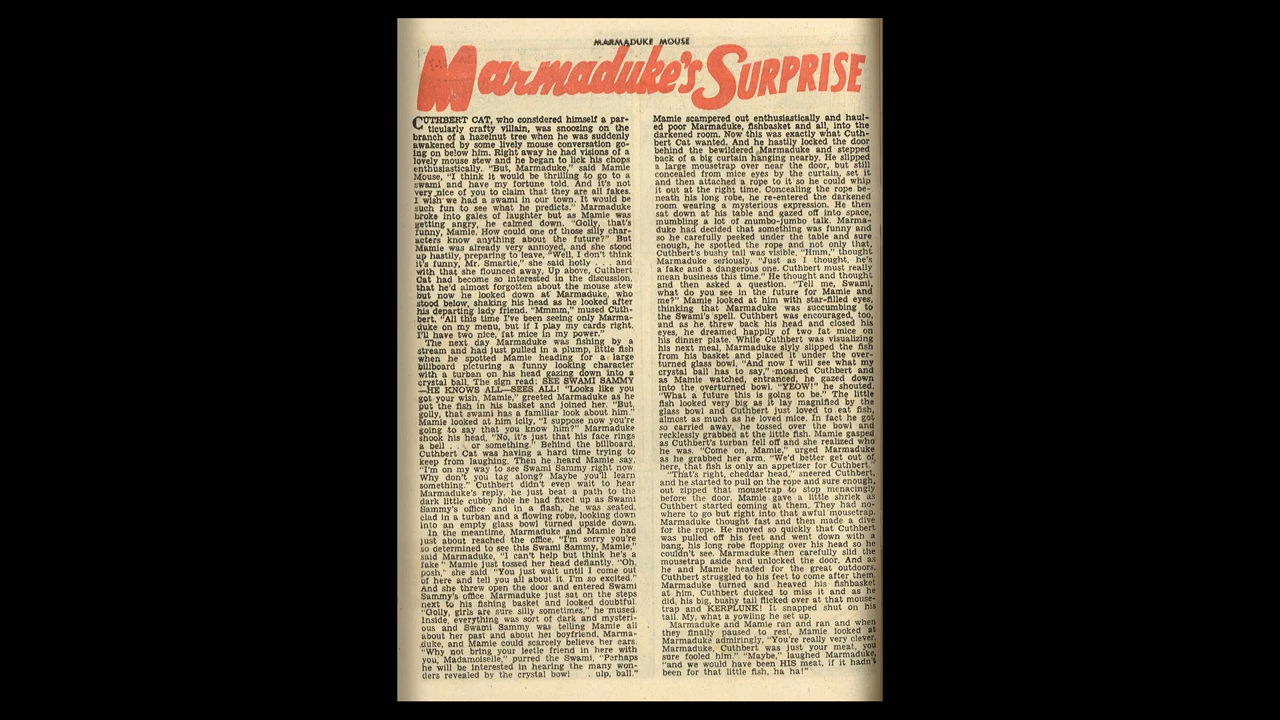 MARMADUKE MOUSE
Marmaduke's SURPRISE
CUTHBERT CAT, who considered himself a par-
ticularly crafty villain, was snoozing on the
branch of a hazelnut tree when he was suddenly
awakened by some lively mouse conversation go-
ing on below him. Right away he had visions of a
lovely mouse stew and he began to lick his chops
enthusiastically. "But, Marmaduke," said Mamie
Mouse, "I think it would be thrilling to go to a
swami and have my fortune told. And it's not
very nice of you to claim that they are all fakes.
I wish we had a swami in our town. It would be
such fun to see what he predicts." Marmaduke
broke into gales of laughter but as Mamie was
getting angry, he calmed down. "Golly, that's
funny, Mamie. How could one of those silly char-
acters know anything about the future?" But
Mamie was already very annoyed, and she stood
up hastily, preparing to leave, "Well, I don't think
it's funny, Mr. Smartie," she said hotly . . . and
with that she flounced away. Up above, Cuthbert
Cat had become so interested in the discussion,
that he'd almost forgotten about the mouse stew
but now he looked down at Marmaduke, who
stood below, shaking his head as he looked after
his departing lady friend. "Mmmm," mused Cuth-
bert, "All this time I've been seeing only Marma-
duke on my menu, but if I play my cards right,
I'll have two nice, fat mice in my power."
The next day Marmaduke was fishing by a
stream and had just pulled in a plump, little fish
when he spotted Mamie heading for a large
billboard picturing a funny looking character
with a turban on his head gazing down into a
crystal ball. The sign read: SEE SWAMI SAMMY
—HE KNOWS ALL—SEES ALL! "Looks like you
got your wish, Mamie," greeted Marmaduke as he
put the fish in his basket and joined her. "But,
golly, that swami has a familiar look about him."
Mamie looked at him icily, "I suppose now you're
going to say that you know him?" Marmaduke
shook his head, "No, it's just that his face rings
a bell . . . or something." Behind the billboard,
Cuthbert Cat was having a hard time trying to
keep from laughing. Then he heard Mamie say,
"I'm on my way to see Swami Sammy right now.
Why don't you tag along? Maybe you'll learn
something." Cuthbert didn't even wait to hear
Marmaduke's reply, he just beat a path to the
dark little cubby hole he had fixed up as Swami
Sammy's office and in a flash, he was seated,
clad in a turban and a flowing robe, looking down
into an empty glass bowl turned upside down.
In the meantime, Marmaduke and Mamie had
just about reached the office. "I'm sorry you're
so determined to see this Swami Sammy, Mamie,"
said Marmaduke, "I can't help but think he's a
fake" Mamie just tossed her head defiantly. "Oh,
posh," she said "You just wait until I come out
of here and tell you all about it. I'm so excited."
And she threw open the door and entered Swami
Sammy's office Marmaduke just sat on the steps
next to his fishing basket and looked doubtful.
"Golly, girls are sure silly sometimes," he mused.
Inside, everything was sort of dark and mysteri-
ous and Swami Sammy was telling Mamie all
about her past and about her boyfriend, Marma-
duke, and Mamie could scarcely believe her ears.
"Why not bring your leetle friend in here with
you, Madamoiselle," purred the Swami, "Perhaps
he will be interested in hearing the many won-
ders revealed by the crystal bowl . ulp, ball."
Mamie scampered out enthusiastically and haul-
ed poor Marmaduke, fishbasket and all, into the
darkened room. Now this was exactly what Cuth-
bert Cat wanted. And he hastily locked the door
behind the bewildered Marmaduke and stepped
back of a big curtain hanging nearby. He slipped
a large mousetrap over near the door, but still
concealed from mice eyes by the curtain, set it
and then attached a rope to it so he could whip
it out at the right time. Concealing the rope be-
neath his long robe, he re-entered the darkened
room wearing a mysterious expression. He then
sat down at his table and gazed off into space,
mumbling a lot of mumbo-jumbo talk. Marma-
duke had decided that something was funny and
so he carefully peeked under the table and sure
enough, he spotted the rope and not only that,
Cuthbert's bushy tail was visible. "Hmm," thought
Marmaduke seriously. "Just as I thought, he's
a fake and a dangerous one. Cuthbert must really
mean business this time." He thought and thought
and then asked a question. "Tell me, Swami,
what do you see in the future for Mamie and
me?" Mamie looked at him with star-filled eyes,
thinking that Marmaduke was succumbing to
the Swami's spell. Cuthbert was encouraged, too,
and as he threw back his head and closed his
eyes, he dreamed happily of two fat mice on
his dinner plate. While Cuthbert was visualizing
his next meal, Marmaduke slyly slipped the fish
from his basket and placed it under the over-
turned glass bowl. "And now I will see what my
crystal ball has to say," moaned Cuthbert and
as Mamie watched, entranced, he gazed down
into the overturned bowl. "YEOW!" he shouted,
"What a future this is going to be." The little
fish looked very big as it lay magnified by the
glass bowl and Cuthbert just loved to eat fish,
almost as much as he loved mice. In fact he got
so carried away, he tossed over the bowl and
recklessly grabbed at the little fish. Mamie gasped
as Cuthbert's turban fell off and she realized who
he was. "Come on, Mamie," urged Marmaduke
as he grabbed her arm. "We'd better get out of
here, that fish is only an appetizer for Cuthbert."
"That's right, cheddar head," sneered Cuthbert,
and he started to pull on the rope and sure enough,
out zipped that mousetrap to stop menacingly
before the door. Mamie gave a little shriek as
Cuthbert started coming at them. They had no-
where to go but right into that awful mousetrap.
Marmaduke thought fast and then made a dive
for the rope. He moved so quickly that Cuthbert
was pulled off his feet and went down with a
bang, his long robe flopping over his head so he
couldn't see. Marmaduke then carefully slid the
mousetrap aside and unlocked the door. And as
he and Mamie headed for the great outdoors,
Cuthbert struggled to his feet to come after them.
Marmaduke turned and heaved his fishbasket
at him, Cuthbert ducked to miss it and as he
did, his big, bushy tail flicked over at that mouse-
trap and KERPLUNK! It snapped shut on his
tail. My, what a yowling he set up.
Marmaduke and Mamie ran and ran and when
they finally paused to rest, Mamie looked at
Marmaduke admiringly, "You're really very clever,
Marmaduke, Cuthbert was just your meat, you
sure fooled him." "Maybe," laughed Marmaduke,
"and we would have been HIS meat, if it hadn't
been for that little fish, ha ha!"